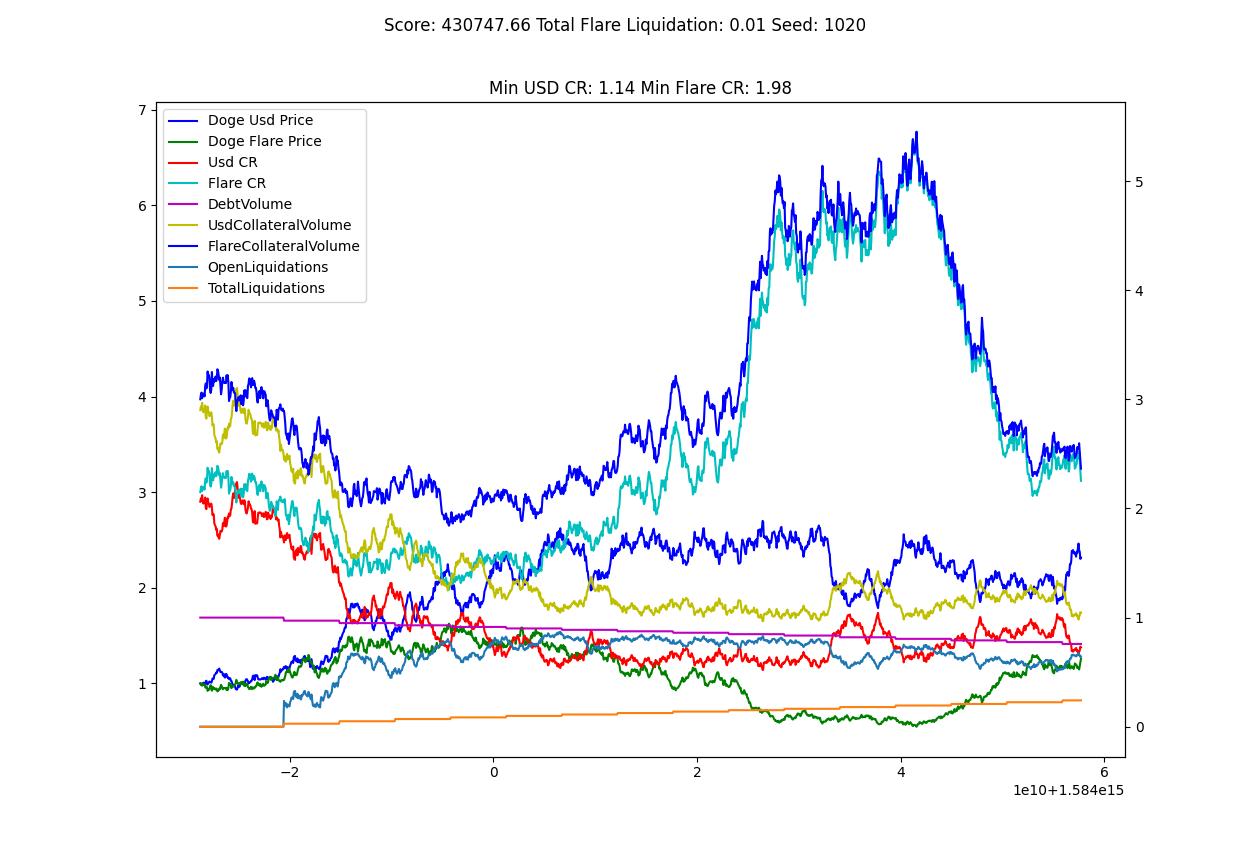 Score: 430747.66 Total Flare Liquidation: 0.01 Seed: 1020
Min USD CR: 1.14 Min Flare CR: 1.98
Doge Usd Price
Doge Flare Price
Usd CR
Flare CR
DebtVolume
UsdCollateralVolume
FlareCollateralVolume
OpenLiquidations
TotalLiquidations
7
6
5
4
3
2
1
5
4
3
2
1
0
−2 0 2 4 6
1e10+1.584e15